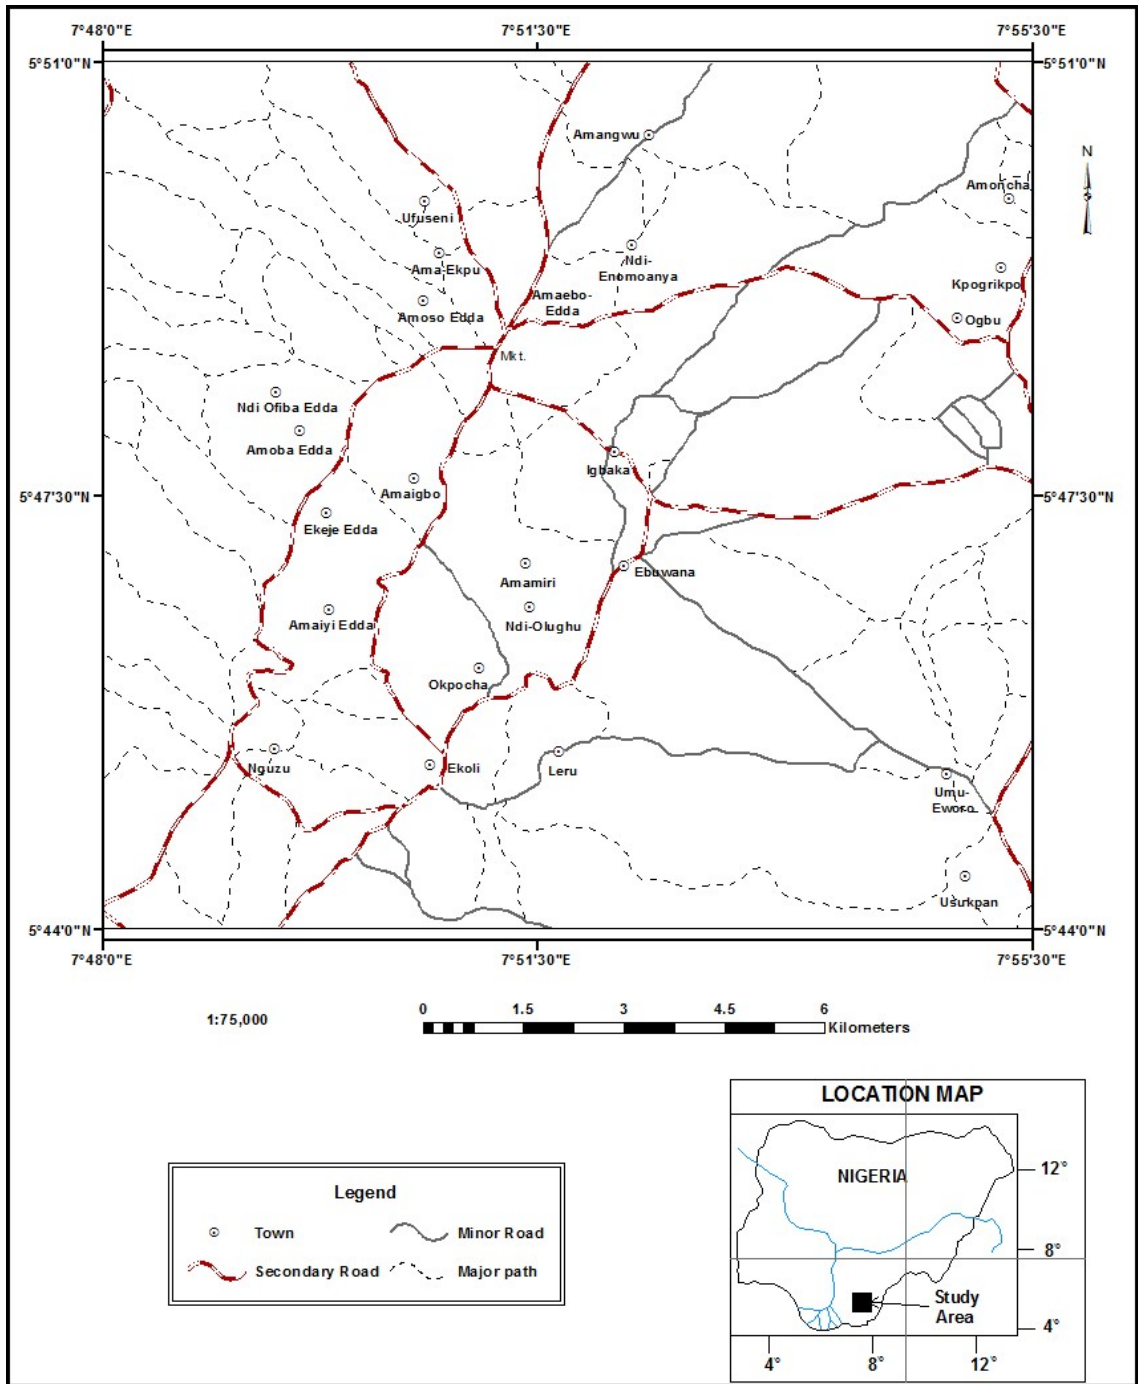 7°48'0"E
7°51'30"E
7°55'30"E
5°51'0"N
5°51'0"N
Amangwu
N
Amoncha
Ufuseni
Ama-Ekpu
Ndi-
Enomoanya
Kpogrikpo
Amaebo-
Edda
Amoso Edda
Ogbu
Mkt.
Ndi Ofiba Edda
Amoba Edda
Igbaka
Amaigbo
5°47'30"N
5°47'30"N
Ekeje Edda
Amamiri
Ebuwana
Amaiyi Edda
Ndi-Olughu
Okpocha
Nguzu
Ekoli
Leru
Umu-
Eworo
Usukpan
5°44'0"N
5°44'0"N
7°48'0"E
7°51'30"E
7°55'30"E
1:75,000
0 1.5 3 4.5 6
Kilometers
LOCATION MAP
NIGERIA
12°
8°
Study
Area
4°
4° 8° 12°
Legend
Town
Minor Road
Secondary Road
Major path